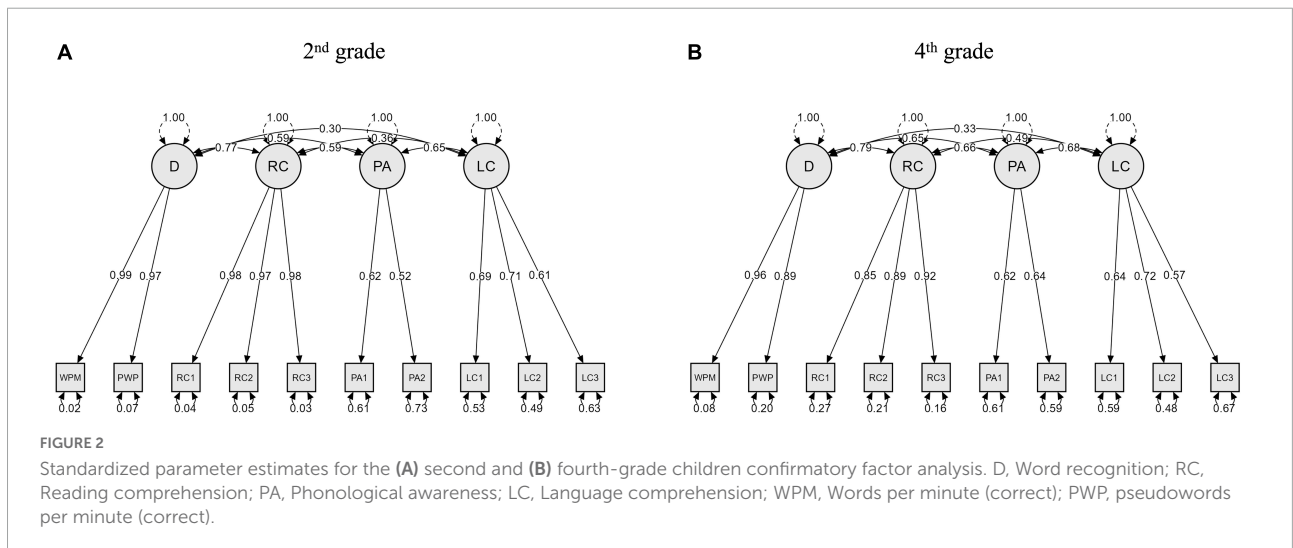 A
2nd grade
1.00 1.00 1.00 1.00
0.30
0.59 0.36
0.77 0.59 0.65
D RC PA LC
0.99 0.97 0.98 0.97 0.98 0.62 0.52 0.69 0.71 0.61
WPM PWP RC1 RC2 RC3 PA1 PA2 LC1 LC2 LC3
0.02 0.07 0.04 0.05 0.03 0.61 0.73 0.53 0.49 0.63
B
4th grade
1.00 1.00 1.00 1.00
0.33
0.65 0.49
0.79 0.66 0.68
D RC PA LC
0.96 0.89 0.85 0.89 0.92 0.62 0.64 0.64 0.72 0.57
WPM PWP RC1 RC2 RC3 PA1 PA2 LC1 LC2 LC3
0.08 0.20 0.27 0.21 0.16 0.61 0.59 0.59 0.48 0.67
FIGURE 2
Standardized parameter estimates for the (A) second and (B) fourth-grade children confirmatory factor analysis. D, Word recognition; RC,
Reading comprehension; PA, Phonological awareness; LC, Language comprehension; WPM, Words per minute (correct); PWP, pseudowords
per minute (correct).